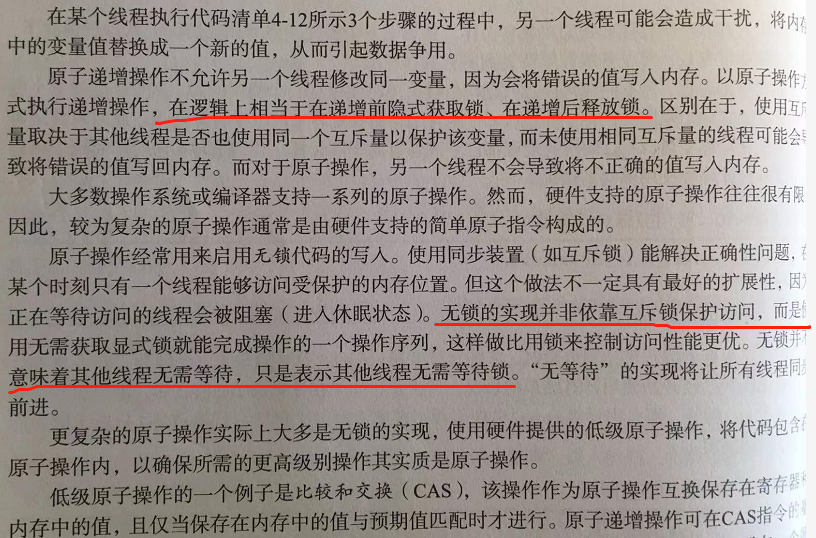 在某个线程执行代码清单4-12所示3个步骤的过程中，另一个线程可能会造成干扰，将内存
中的变量值替换成一个新的值，从而引起数据争用。
原子递增操作不允许另一个线程修改同一变量，因为会将错误的值写入内存。以原子操作
式执行递增操作，在逻辑上相当于在递增前隐式获取锁、在递增后释放锁。区别在于，使用互斥
量取决于其他线程是否也使用同一个互斥量以保护该变量，而未使用相同互斥量的线程可能会导
致将错误的值写回内存。而对于原子操作，另一个线程不会导致将不正确的值写入内存。
大多数操作系统或编译器支持一系列的原子操作。然而，硬件支持的原子操作往往很有限
因此，较为复杂的原子操作通常是由硬件支持的简单原子指令构成的。
原子操作经常用来启用无锁代码的写入。使用同步装置（如互斥锁）能解决正确性问题，在
某个时刻只有一个线程能够访问受保护的内存位置。但这个做法不一定具有最好的扩展性，因为
正在等待访问的线程会被阻塞（进入休眠状态）。无锁的实现并非依靠互斥锁保护访问，而是
用无需获取显式锁就能完成操作的一个操作序列，这样做比用锁来控制访问性能更优。无锁并
意味着其他线程无需等待，只是表示其他线程无需等待锁。“无等待”的实现将让所有线程同
前进。
更复杂的原子操作实际上大多是无锁的实现，使用硬件提供的低级原子操作，将代码包含
原子操作内，以确保所需的更高级别操作其实质是原子操作。
低级原子操作的一个例子是比较和交换（CAS），该操作作为原子操作互换保存在寄存器和
内存中的值，且仅当保存在内存中的值与预期值匹配时才进行。原子递增操作可在CAS指令的